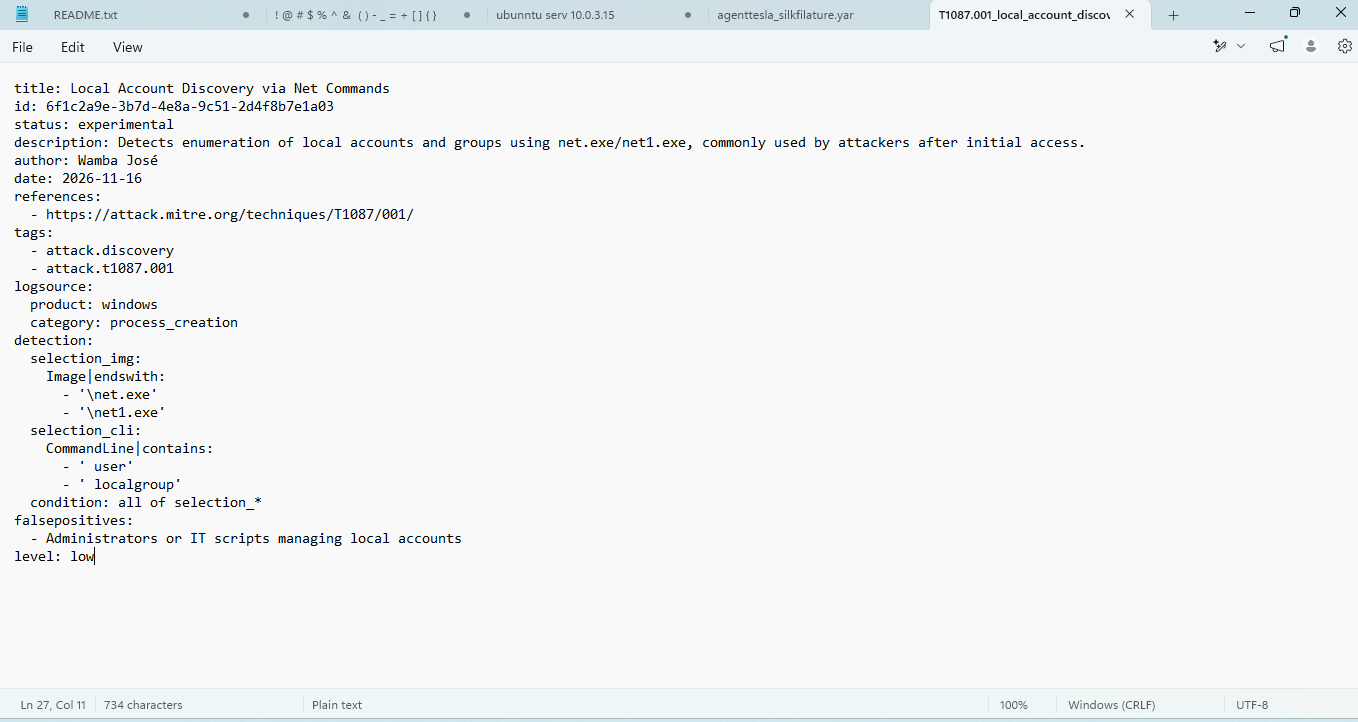 README.txt
! @ # $ % ^ & ( ) - _ = + [ ] { }
ubunntu serv 10.0.3.15
agenttesla_silkfilature.yar
T1087.001_local_account_discov
File Edit View
title: Local Account Discovery via Net Commands
id: 6f1c2a9e-3b7d-4e8a-9c51-2d4f8b7e1a03
status: experimental
description: Detects enumeration of local accounts and groups using net.exe/net1.exe, commonly used by attackers after initial access.
author: Wamba José
date: 2026-11-16
references:
  - https://attack.mitre.org/techniques/T1087/001/
tags:
  - attack.discovery
  - attack.t1087.001
logsource:
  product: windows
  category: process_creation
detection:
  selection_img:
    Image|endswith:
      - '\net.exe'
      - '\net1.exe'
  selection_cli:
    CommandLine|contains:
      - ' user'
      - ' localgroup'
  condition: all of selection_*
falsepositives:
  - Administrators or IT scripts managing local accounts
level: low
Ln 27, Col 11 734 characters Plain text 100% Windows (CRLF) UTF-8